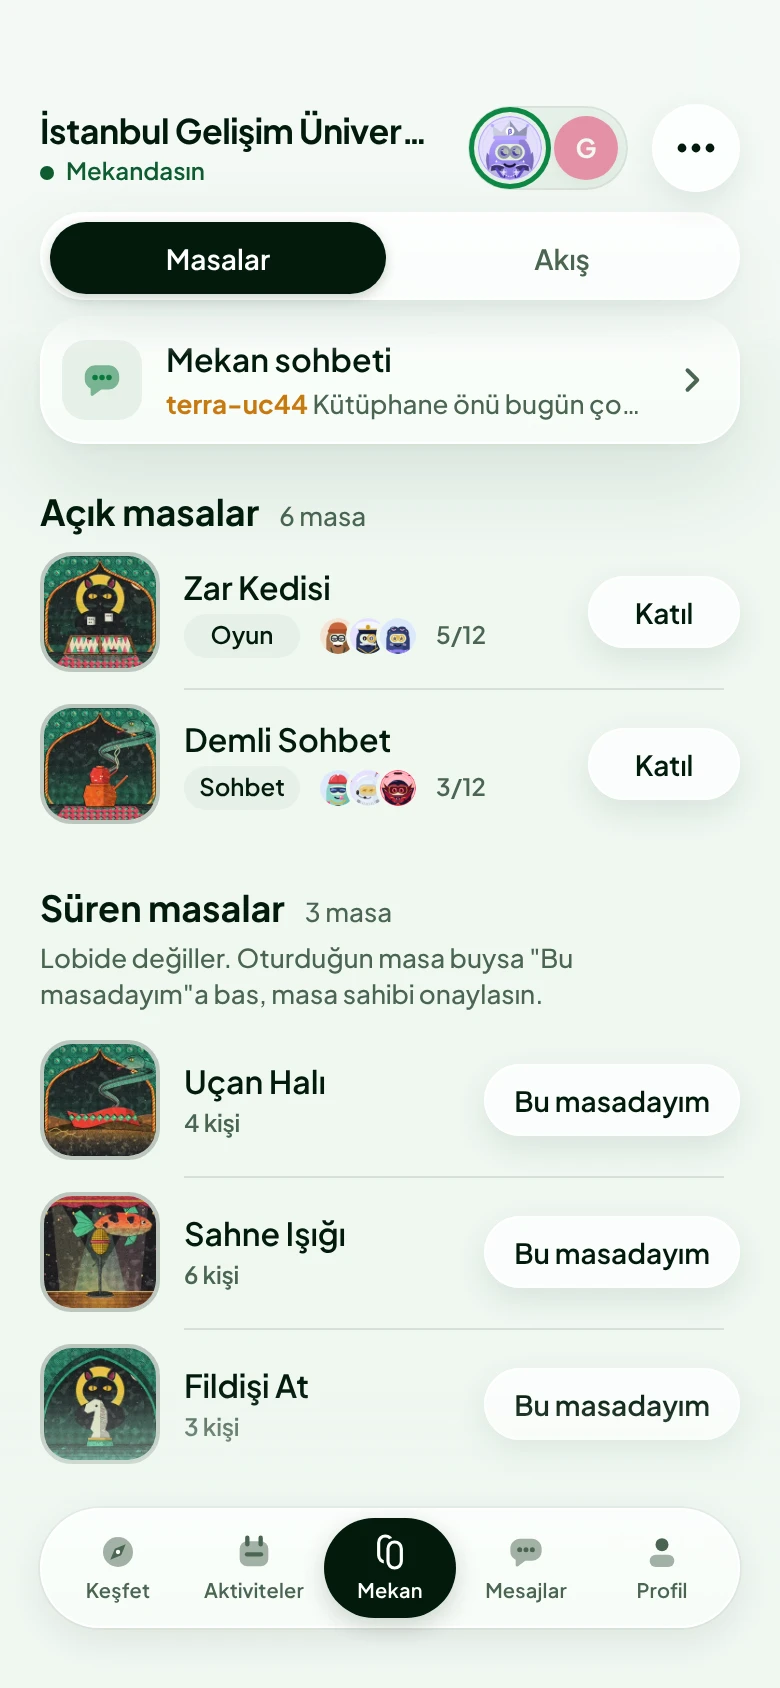 İstanbul Gelişim Üniver...
Mekandasın
G
Masalar
Akış
Mekan sohbeti
terra-uc44 Kütüphane önü bugün ço...
Açık masalar 6 masa
Zar Kedisi
Oyun 5/12
Katıl
Demli Sohbet
Sohbet 3/12
Katıl
Süren masalar 3 masa
Lobide değiller. Oturduğun masa buysa "Bu
masadayım"a bas, masa sahibi onaylasın.
Uçan Halı
4 kişi
Bu masadayım
Sahne Işığı
6 kişi
Bu masadayım
Fildişi At
3 kişi
Bu masadayım
Keşfet
Aktiviteler
Mekan
Mesajlar
Profil